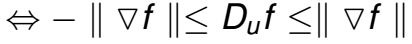 ⇔ − ∥ ▽f ∥≤ D_u f ≤∥ ▽f ∥